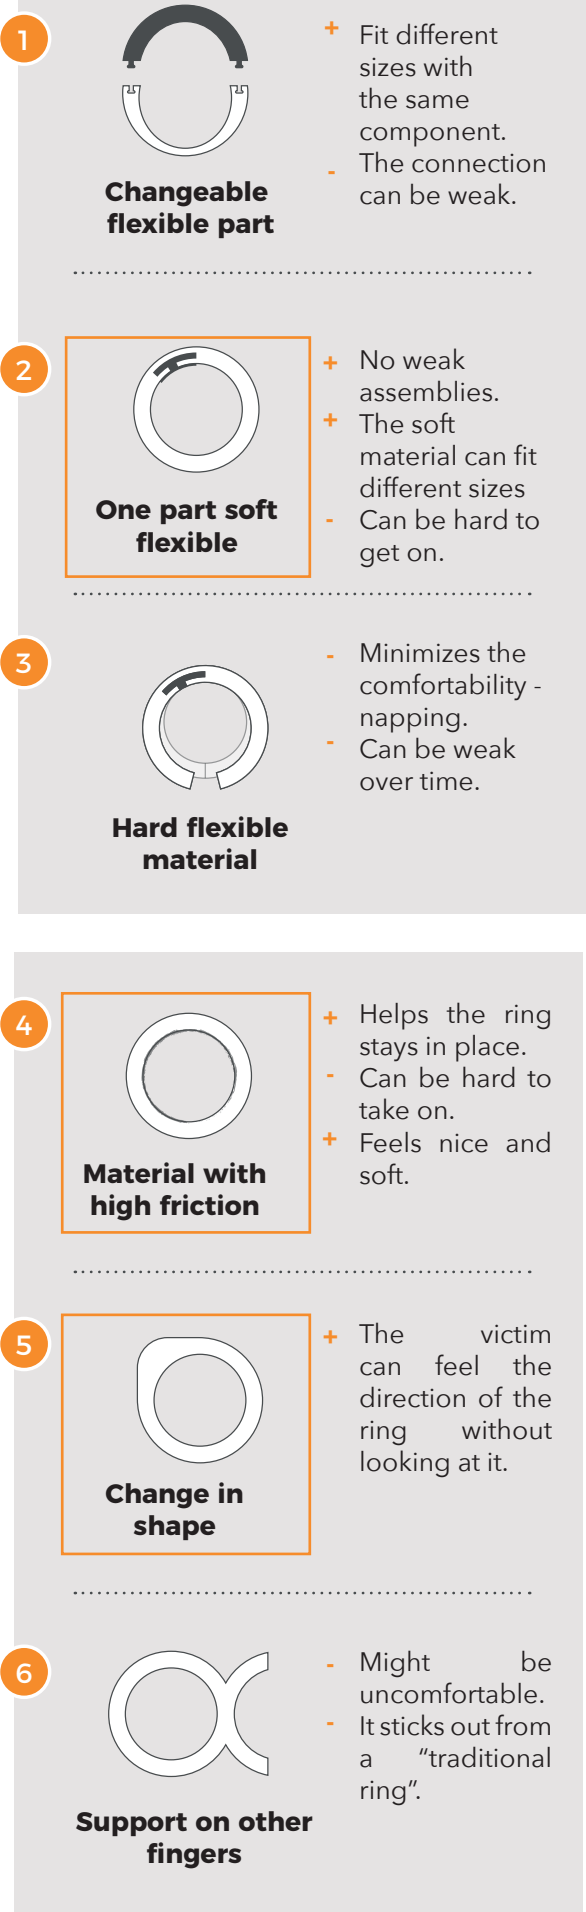 1
+ Fit different
sizes with
the same
component.
- The connection
can be weak.
Changeable
flexible part
2
+ No weak
assemblies.
+ The soft
material can fit
different sizes
- Can be hard to
get on.
One part soft
flexible
3
- Minimizes the
comfortability -
napping.
- Can be weak
over time.
Hard flexible
material
4
+ Helps the ring
stays in place.
- Can be hard to
take on.
+ Feels nice and
soft.
Material with
high friction
5
+ The victim
can feel the
direction of the
ring without
looking at it.
Change in
shape
6
- Might be
uncomfortable.
- It sticks out from
a "traditional
ring".
Support on other
fingers